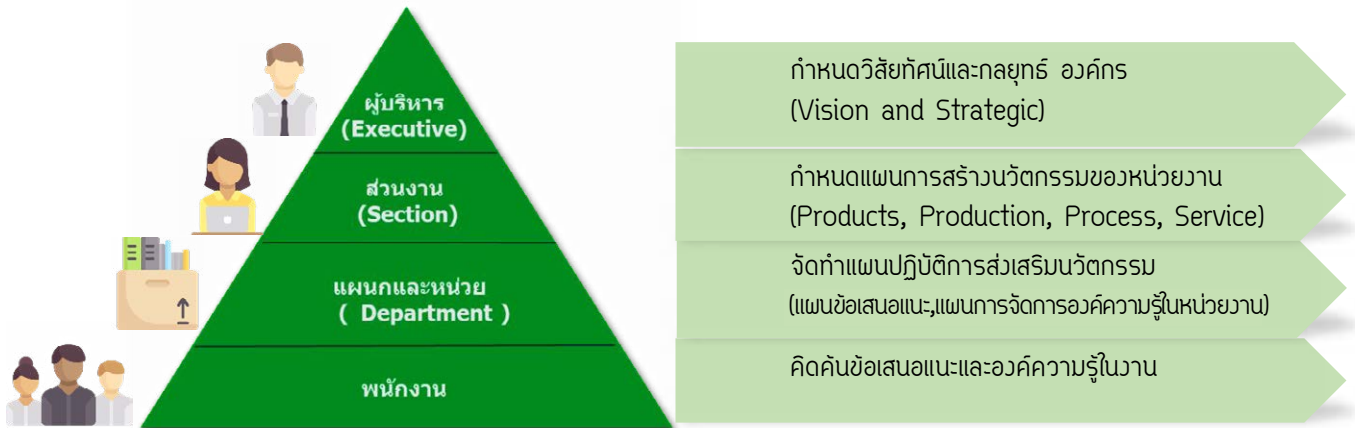 ผู้บริหาร
(Executive)
กำหนดวิสัยทัศน์และกลยุทธ์ องค์กร
(Vision and Strategic)
ส่วนงาน
(Section)
กำหนดแผนการสร้างนวัตกรรมของหน่วยงาน
(Products, Production, Process, Service)
แผนกและหน่วย
( Department )
จัดทำแผนปฏิบัติการส่งเสริมนวัตกรรม
(แผนข้อเสนอแนะ,แผนการจัดการองค์ความรู้ในหน่วยงาน)
พนักงาน
คิดค้นข้อเสนอแนะและองค์ความรู้ในงาน